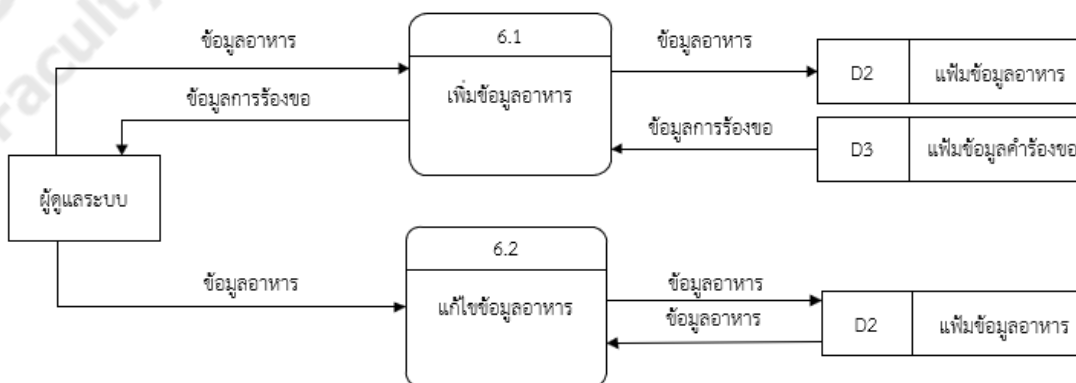 Faculty
ข้อมูลอาหาร
6.1
ข้อมูลอาหาร
D2
แฟ้มข้อมูลอาหาร
เพิ่มข้อมูลอาหาร
ข้อมูลการร้องขอ
ข้อมูลการร้องขอ
D3
แฟ้มข้อมูลคำร้องขอ
ผู้ดูแลระบบ
6.2
ข้อมูลอาหาร
ข้อมูลอาหาร
แก้ไขข้อมูลอาหาร
ข้อมูลอาหาร
D2
แฟ้มข้อมูลอาหาร